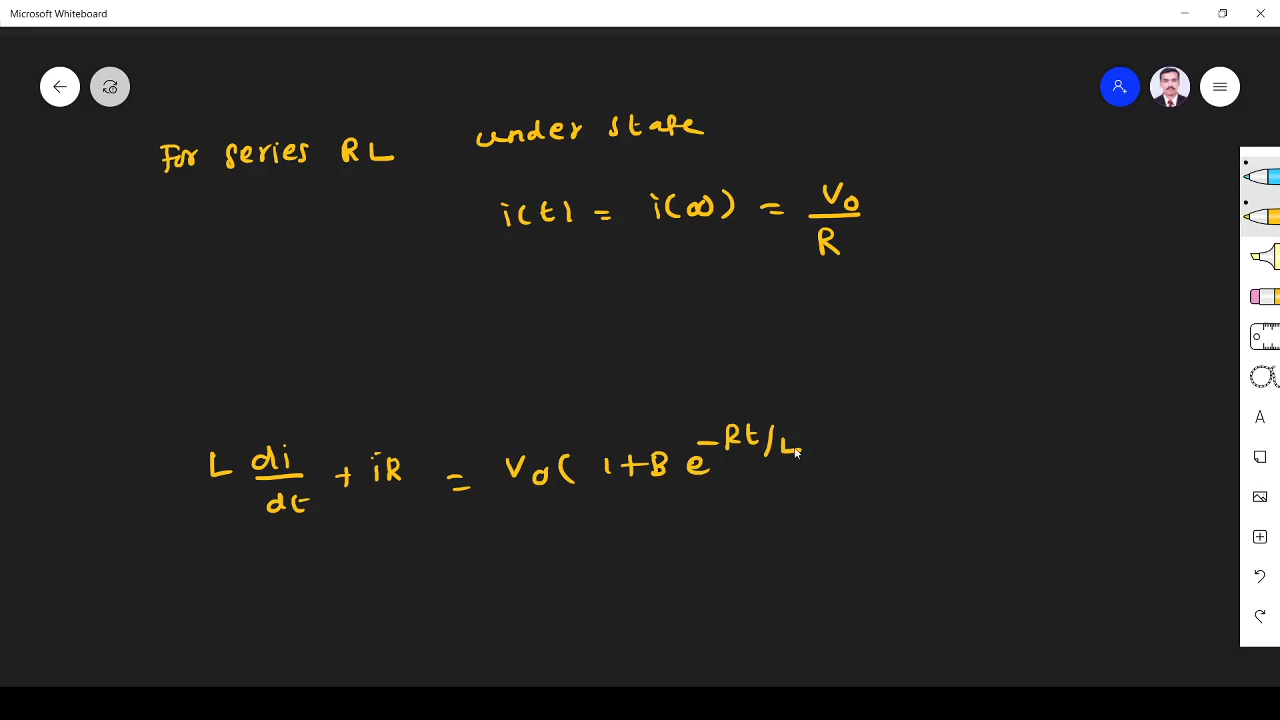 Microsoft Whiteboard
For series RL under state
i(t) = i(∞) = V₀/R
L di/dt + iR = V₀( 1+B e^-Rt/L
A